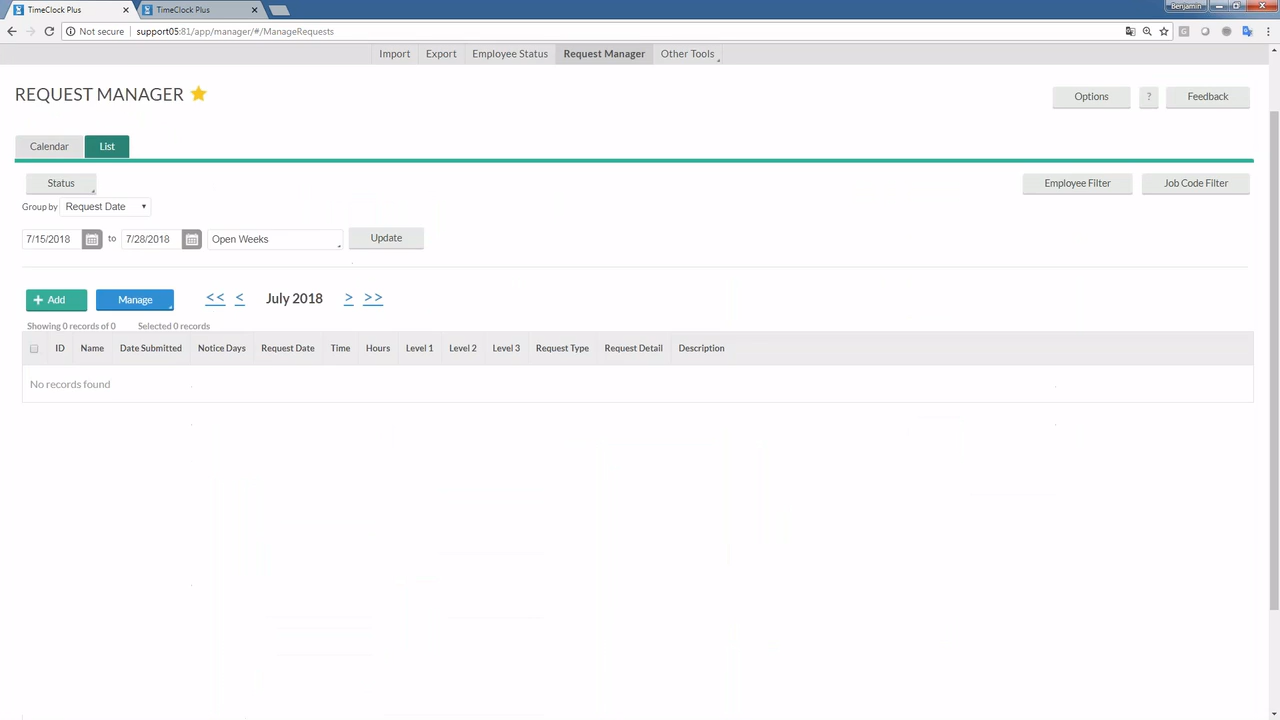 TimeClock Plus
TimeClock Plus
Benjamin
Not secure support05:81/app/manager/#/ManageRequests
Import Export Employee Status Request Manager Other Tools
REQUEST MANAGER
Options ? Feedback
Calendar List
Status Employee Filter Job Code Filter
Group by Request Date
7/15/2018 to 7/28/2018 Open Weeks Update
+ Add Manage << < July 2018 > >>
Showing 0 records of 0 Selected 0 records
ID Name Date Submitted Notice Days Request Date Time Hours Level 1 Level 2 Level 3 Request Type Request Detail Description
No records found